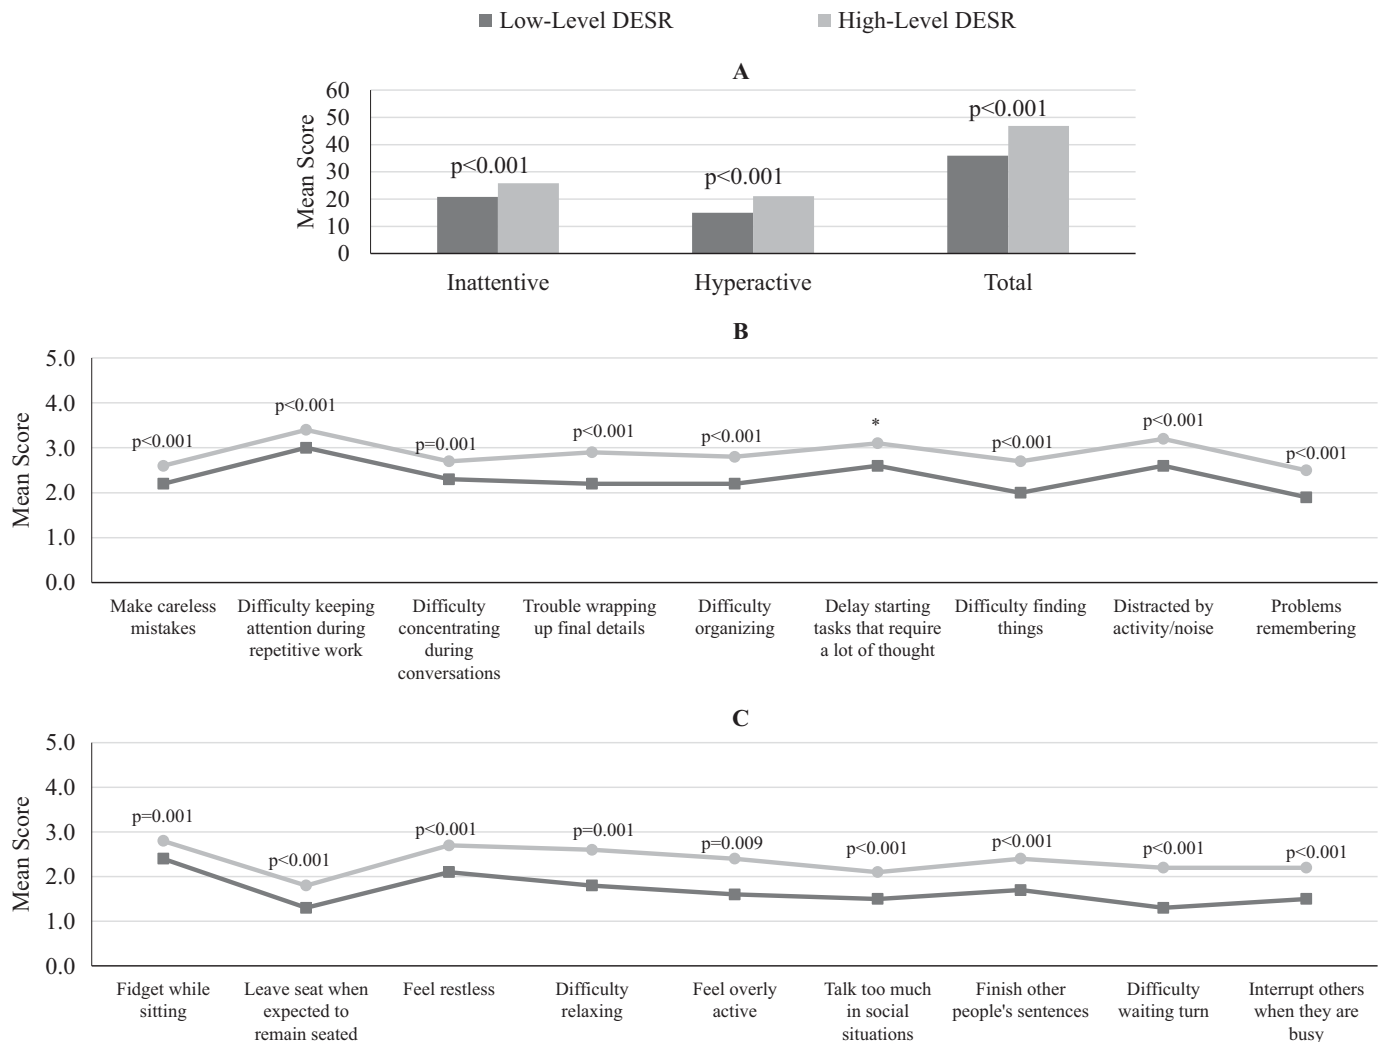 Low-Level DESR High-Level DESR
A
Mean Score
60
50
40
30
20
10
0
p<0.001
p<0.001
p<0.001
Inattentive Hyperactive Total
B
Mean Score
5.0
4.0
3.0
2.0
1.0
0.0
p<0.001
p<0.001
p=0.001
p<0.001
p<0.001
*
p<0.001
p<0.001
p<0.001
Make careless
mistakes
Difficulty keeping
attention during
repetitive work
Difficulty
concentrating
during
conversations
Trouble wrapping
up final details
Difficulty
organizing
Delay starting
tasks that require
a lot of thought
Difficulty finding
things
Distracted by
activity/noise
Problems
remembering
C
Mean Score
5.0
4.0
3.0
2.0
1.0
0.0
p=0.001
p<0.001
p<0.001
p=0.001
p=0.009
p<0.001
p<0.001
p<0.001
p<0.001
Fidget while
sitting
Leave seat when
expected to
remain seated
Feel restless
Difficulty
relaxing
Feel overly
active
Talk too much
in social
situations
Finish other
people's sentences
Difficulty
waiting turn
Interrupt others
when they are
busy